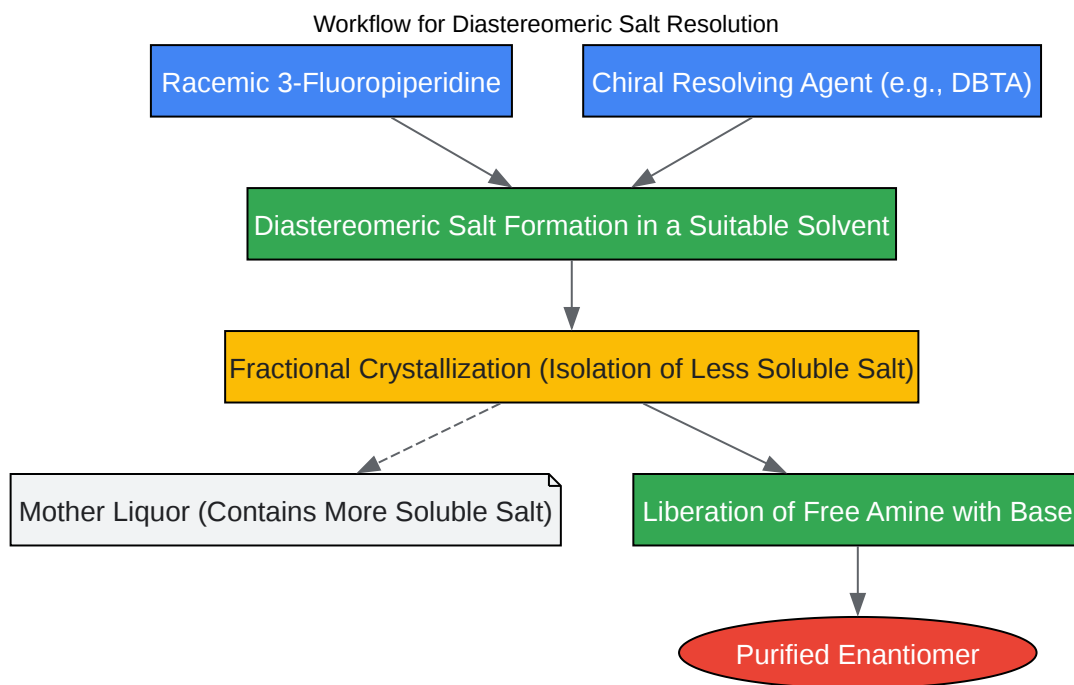 Workflow for Diastereomeric Salt Resolution
Racemic 3-Fluoropiperidine
Chiral Resolving Agent (e.g., DBTA)
Diastereomeric Salt Formation in a Suitable Solvent
Fractional Crystallization (Isolation of Less Soluble Salt)
Mother Liquor (Contains More Soluble Salt)
Liberation of Free Amine with Base
Purified Enantiomer